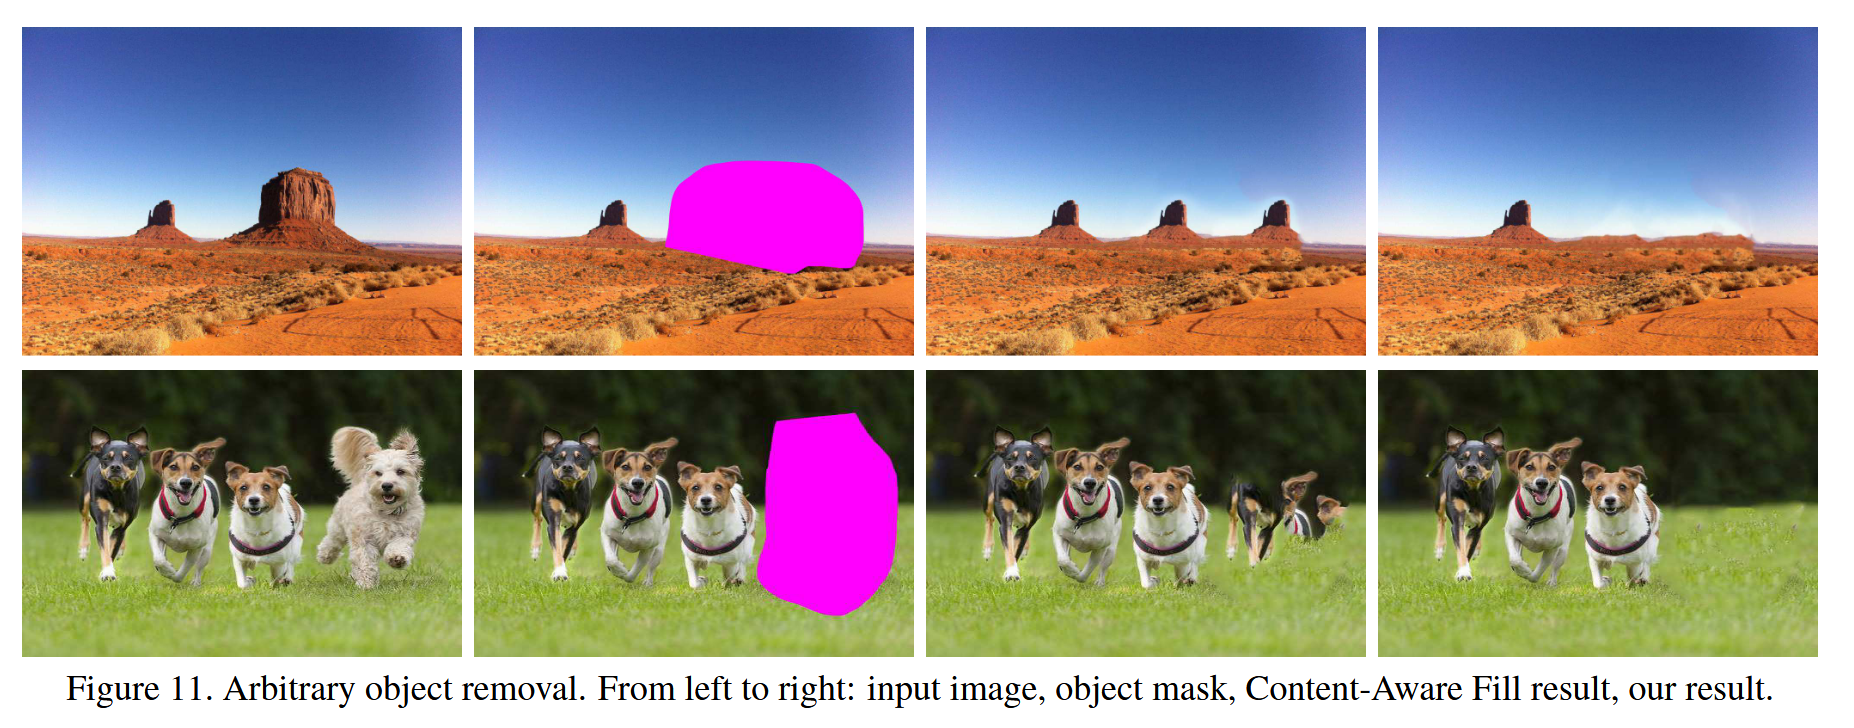 Figure 11. Arbitrary object removal. From left to right: input image, object mask, Content-Aware Fill result, our result.